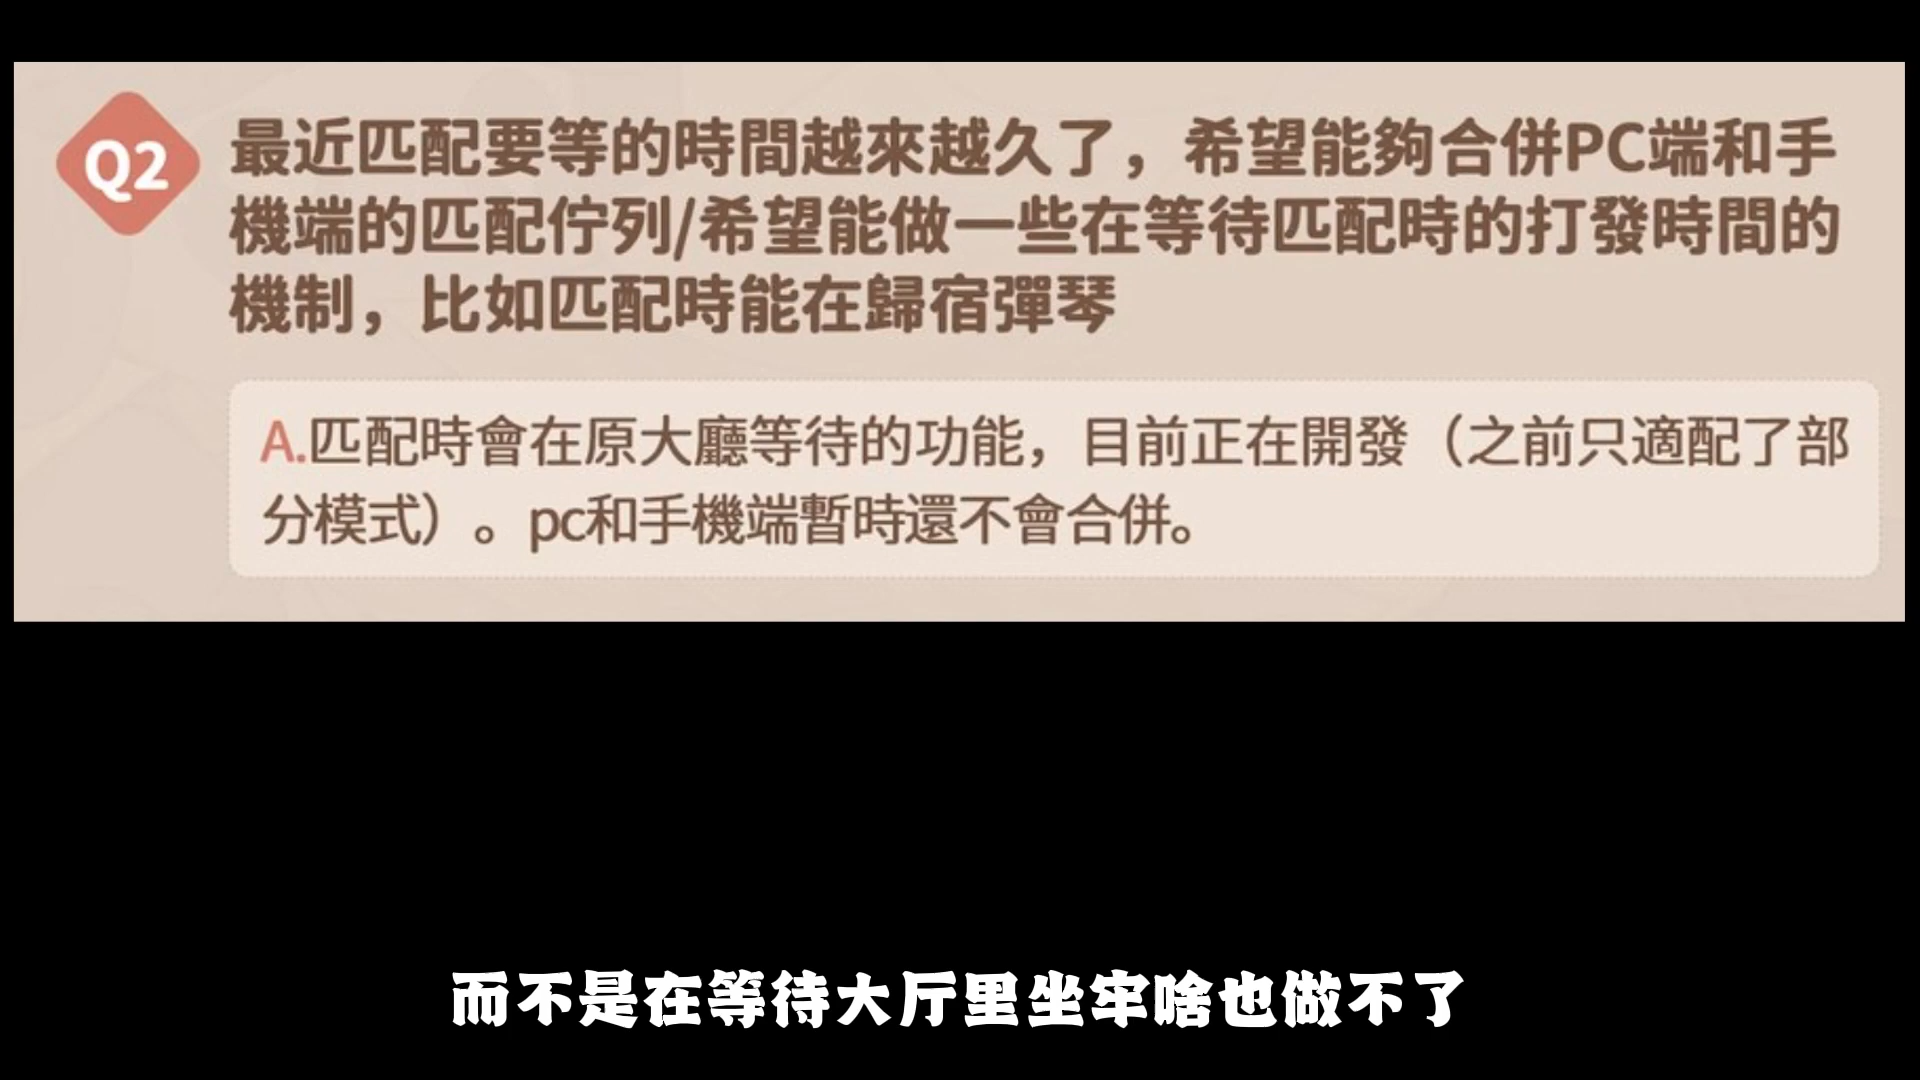 Q2
最近匹配要等的時間越來越久了，希望能夠合併PC端和手
機端的匹配佇列/希望能做一些在等待匹配時的打發時間的
機制，比如匹配時能在歸宿彈琴
A.匹配時會在原大廳等待的功能，目前正在開發（之前只適配了部
分模式）。pc和手機端暫時還不會合併。
而不是在等待大厅里坐牢啥也做不了